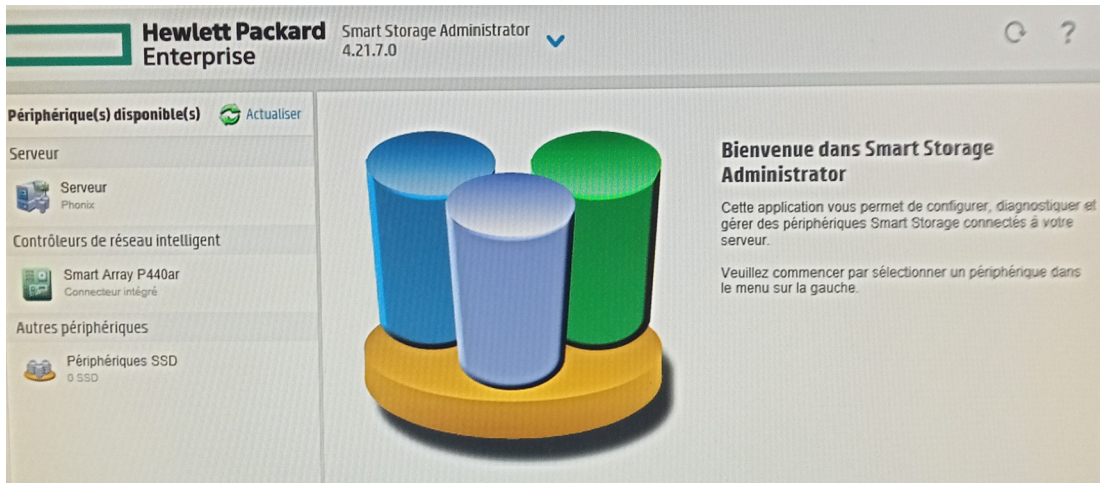 Hewlett Packard
Enterprise
Smart Storage Administrator
4.21.7.0
?
Périphérique(s) disponible(s)
Actualiser
Serveur
Serveur
Phonix
Contrôleurs de réseau intelligent
Smart Array P440ar
Connecteur intégré
Autres périphériques
Périphériques SSD
0 SSD
Bienvenue dans Smart Storage
Administrator
Cette application vous permet de configurer, diagnostiquer et
gérer des périphériques Smart Storage connectés à votre
serveur.
Veuillez commencer par sélectionner un périphérique dans
le menu sur la gauche.